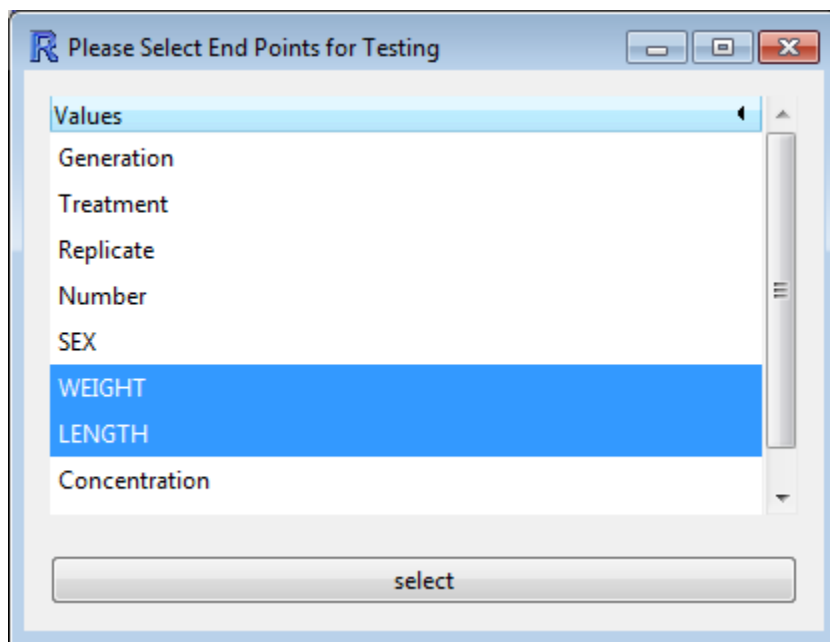 R Please Select End Points for Testing
Values
Generation
Treatment
Replicate
Number
SEX
WEIGHT
LENGTH
Concentration
select